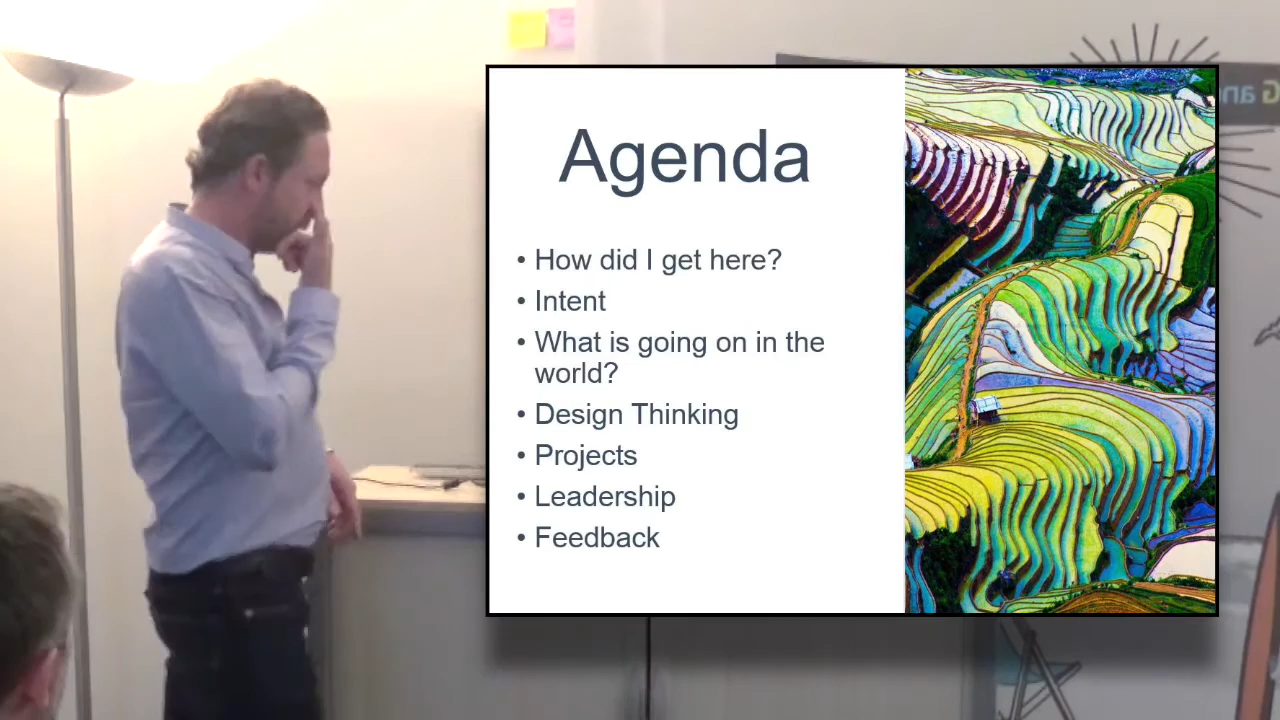 Agenda
• How did I get here?
• Intent
• What is going on in the
world?
• Design Thinking
• Projects
• Leadership
• Feedback